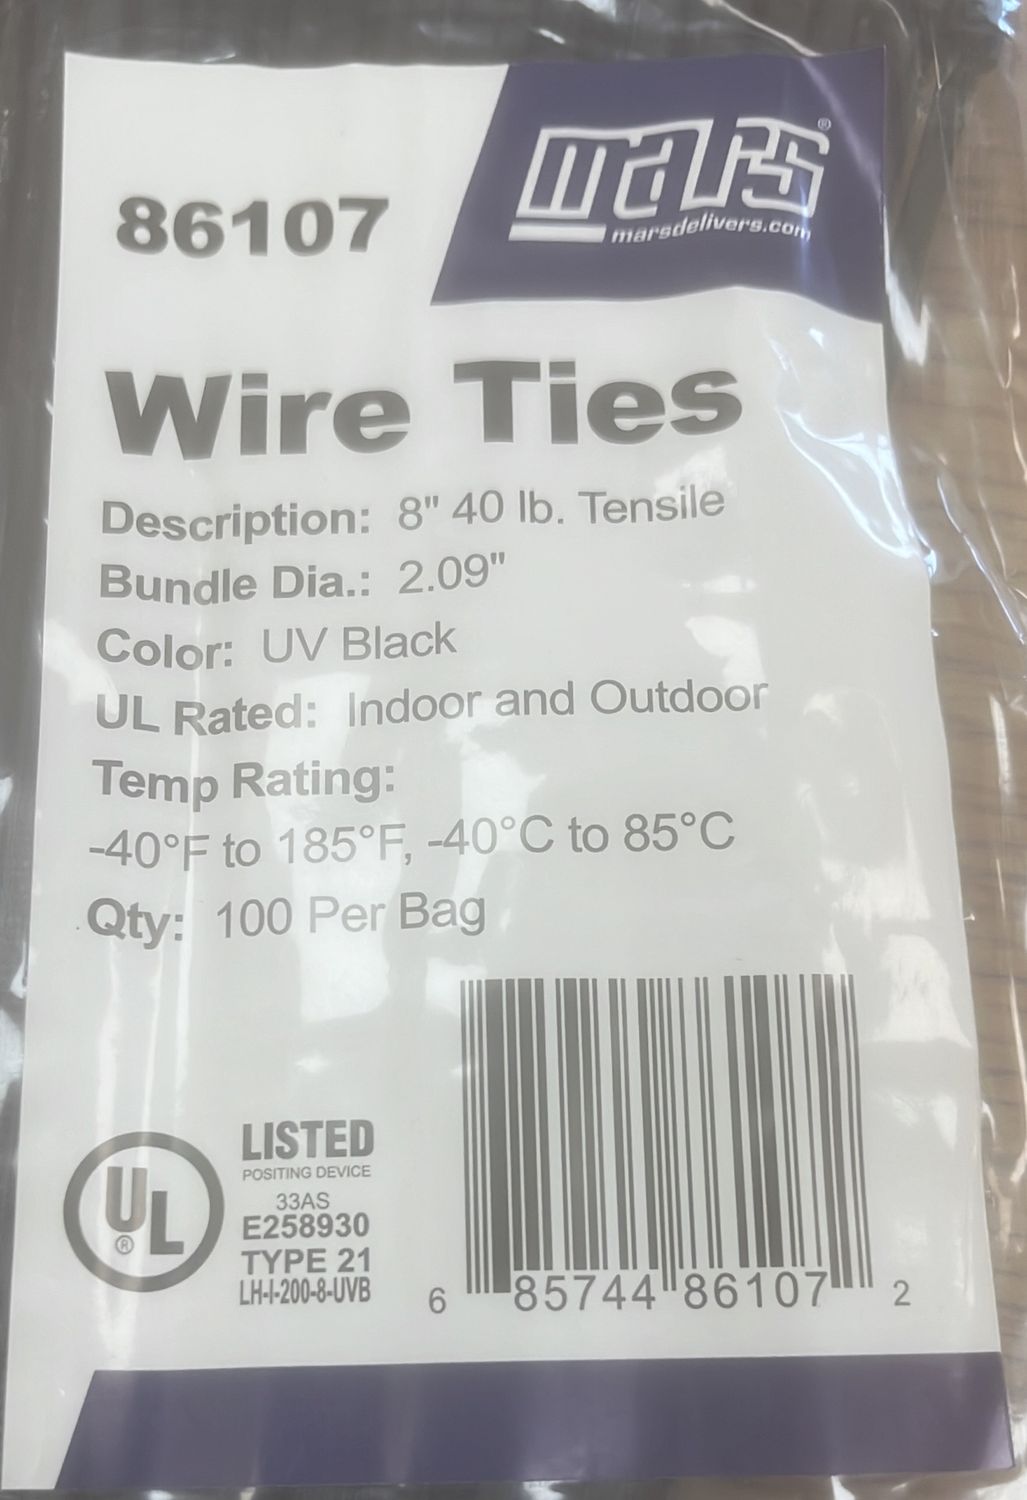 mars®
marsdelivers.com
86107
Wire Ties
Description: 8" 40 lb. Tensile
Bundle Dia.: 2.09"
Color: UV Black
UL Rated: Indoor and Outdoor
Temp Rating:
-40°F to 185°F, -40°C to 85°C
Qty: 100 Per Bag
UL®
LISTED
POSITING DEVICE
33AS
E258930
TYPE 21
LH-I-200-8-UVB
6 85744 86107 2